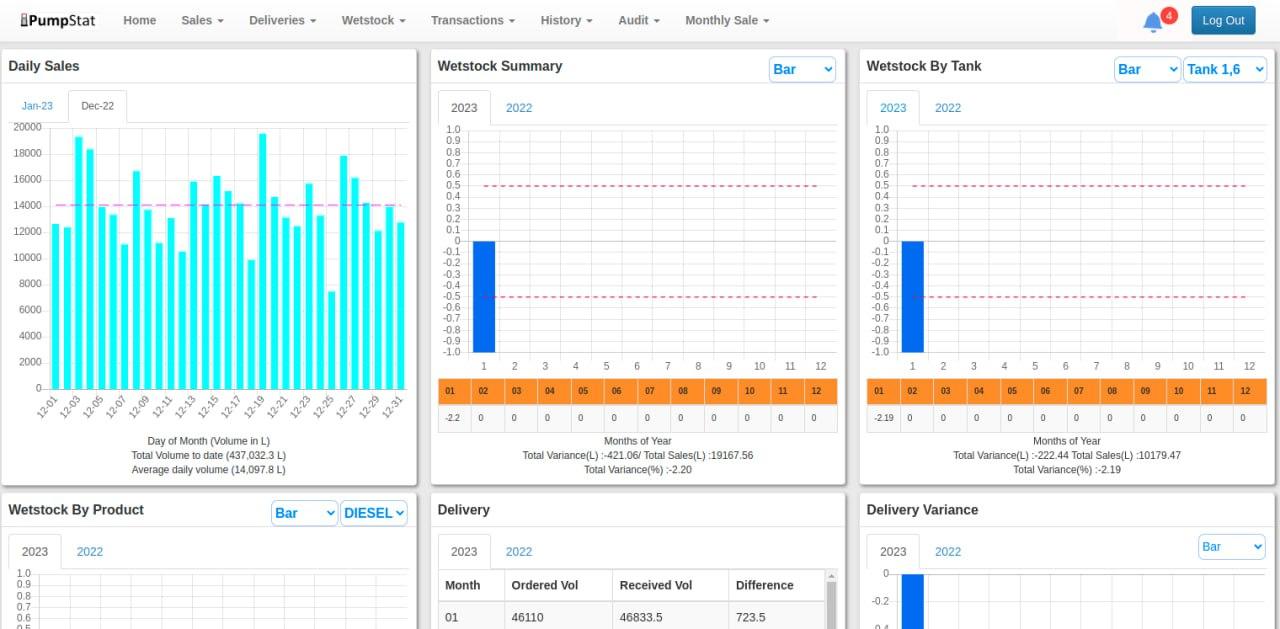 PumpStat Home Sales Deliveries Wetstock Transactions History Audit Monthly Sale 4 Log Out
Daily Sales
Jan-23 Dec-22
20000
18000
16000
14000
12000
10000
8000
6000
4000
2000
0
12-01 12-03 12-05 12-07 12-09 12-11 12-13 12-15 12-17 12-19 12-21 12-23 12-25 12-27 12-29 12-31
Day of Month (Volume in L)
Total Volume to date (437,032.3 L)
Average daily volume (14,097.8 L)
Wetstock Summary Bar
2023 2022
1.0
0.9
0.8
0.7
0.6
0.5
0.4
0.3
0.2
0.1
0
-0.1
-0.2
-0.3
-0.4
-0.5
-0.6
-0.7
-0.8
-0.9
-1.0
1 2 3 4 5 6 7 8 9 10 11 12
01 02 03 04 05 06 07 08 09 10 11 12
-2.2 0 0 0 0 0 0 0 0 0 0 0
Months of Year
Total Variance(L) :-421.06/ Total Sales(L) :19167.56
Total Variance(%) :-2.20
Wetstock By Tank Bar Tank 1,6
2023 2022
1.0
0.9
0.8
0.7
0.6
0.5
0.4
0.3
0.2
0.1
0
-0.1
-0.2
-0.3
-0.4
-0.5
-0.6
-0.7
-0.8
-0.9
-1.0
1 2 3 4 5 6 7 8 9 10 11 12
01 02 03 04 05 06 07 08 09 10 11 12
-2.19 0 0 0 0 0 0 0 0 0 0 0
Months of Year
Total Variance(L) :-222.44 Total Sales(L) :10179.47
Total Variance(%) :-2.19
Wetstock By Product Bar DIESEL
2023 2022
1.0
0.9
0.8
0.7
0.6
0.5
Delivery
2023 2022
Month Ordered Vol Received Vol Difference
01 46110 46833.5 723.5
Delivery Variance
2023 2022 Bar
0
-0.2
-0.4